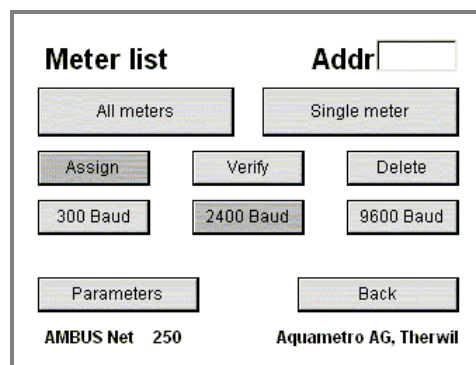 Meter list Addr
All meters Single meter
Assign Verify Delete
300 Baud 2400 Baud 9600 Baud
Parameters Back
AMBUS Net 250 Aquametro AG, Therwil